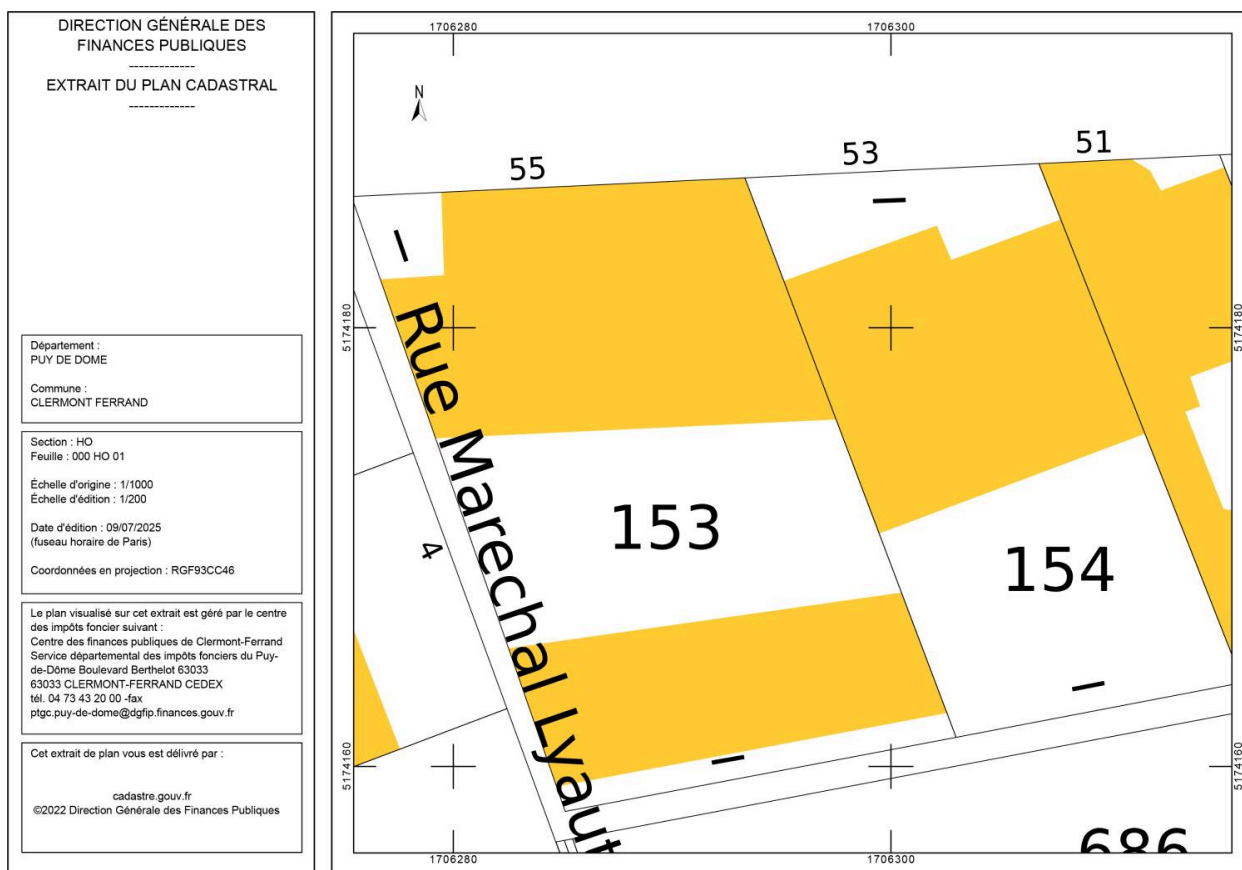 DIRECTION GÉNÉRALE DES
FINANCES PUBLIQUES
-------------
EXTRAIT DU PLAN CADASTRAL
-------------
Département :
PUY DE DOME
Commune :
CLERMONT FERRAND
Section : HO
Feuille : 000 HO 01
Échelle d'origine : 1/1000
Échelle d'édition : 1/200
Date d'édition : 09/07/2025
(fuseau horaire de Paris)
Coordonnées en projection : RGF93CC46
Le plan visualisé sur cet extrait est géré par le centre
des impôts foncier suivant :
Centre des finances publiques de Clermont-Ferrand
Service départemental des impôts fonciers du Puy-
de-Dôme Boulevard Berthelot 63033
63033 CLERMONT-FERRAND CEDEX
tél. 04 73 43 20 00 -fax
ptgc.puy-de-dome@dgfip.finances.gouv.fr
Cet extrait de plan vous est délivré par :
cadastre.gouv.fr
©2022 Direction Générale des Finances Publiques
1706280
1706300
N
55
53
51
5174180
5174180
Rue Marechal Lyaut
153
154
4
5174160
5174160
686
1706280
1706300